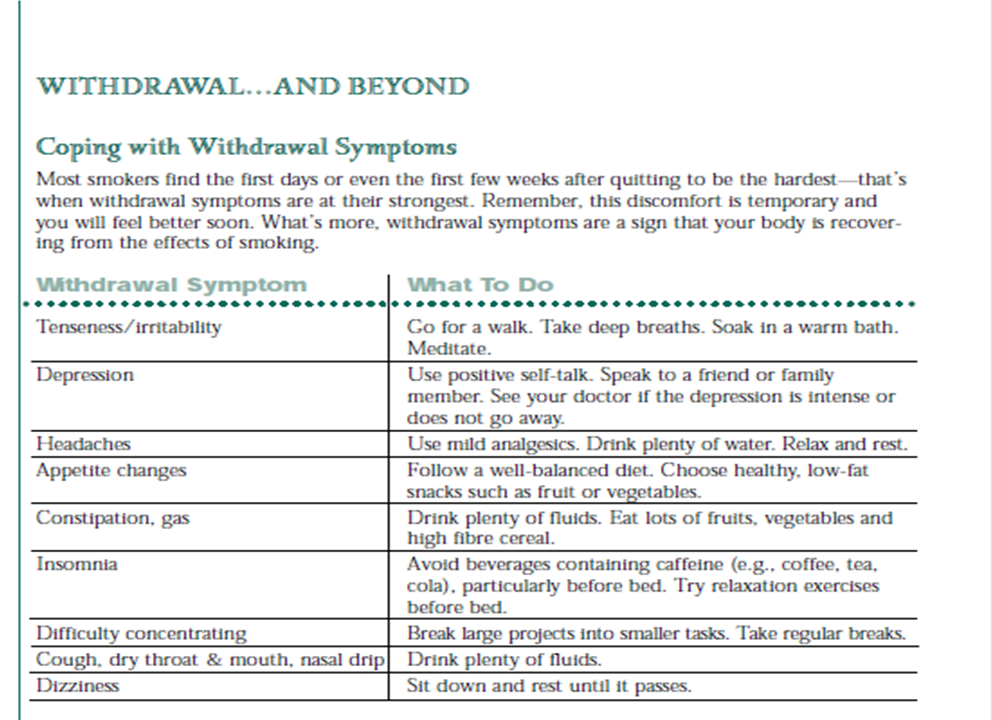 WITHDRAWAL...AND BEYOND
Coping with Withdrawal Symptoms
Most smokers find the first days or even the first few weeks after quitting to be the hardest—that's
when withdrawal symptoms are at their strongest. Remember, this discomfort is temporary and
you will feel better soon. What's more, withdrawal symptoms are a sign that your body is recover-
ing from the effects of smoking.
Withdrawal Symptom What To Do
Tenseness/irritability Go for a walk. Take deep breaths. Soak in a warm bath.
Meditate.
Depression Use positive self-talk. Speak to a friend or family
member. See your doctor if the depression is intense or
does not go away.
Headaches Use mild analgesics. Drink plenty of water. Relax and rest.
Appetite changes Follow a well-balanced diet. Choose healthy, low-fat
snacks such as fruit or vegetables.
Constipation, gas Drink plenty of fluids. Eat lots of fruits, vegetables and
high fibre cereal.
Insomnia Avoid beverages containing caffeine (e.g., coffee, tea,
cola), particularly before bed. Try relaxation exercises
before bed.
Difficulty concentrating Break large projects into smaller tasks. Take regular breaks.
Cough, dry throat & mouth, nasal drip Drink plenty of fluids.
Dizziness Sit down and rest until it passes.